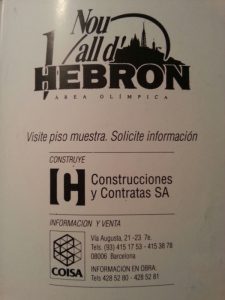 Nou
Vall d'
HEBRON
ÀREA OLÍMPICA
Visite piso muestra. Solicite información
CONSTRUYE
Construcciones
y Contratas SA
INFORMACION Y VENTA
COISA
Vía Augusta, 21 -23 7e.
Tels. (93) 415 17 53 - 415 38 78
08006 Barcelona
INFORMACION EN OBRA:
Tels 428 52 80 - 428 52 81